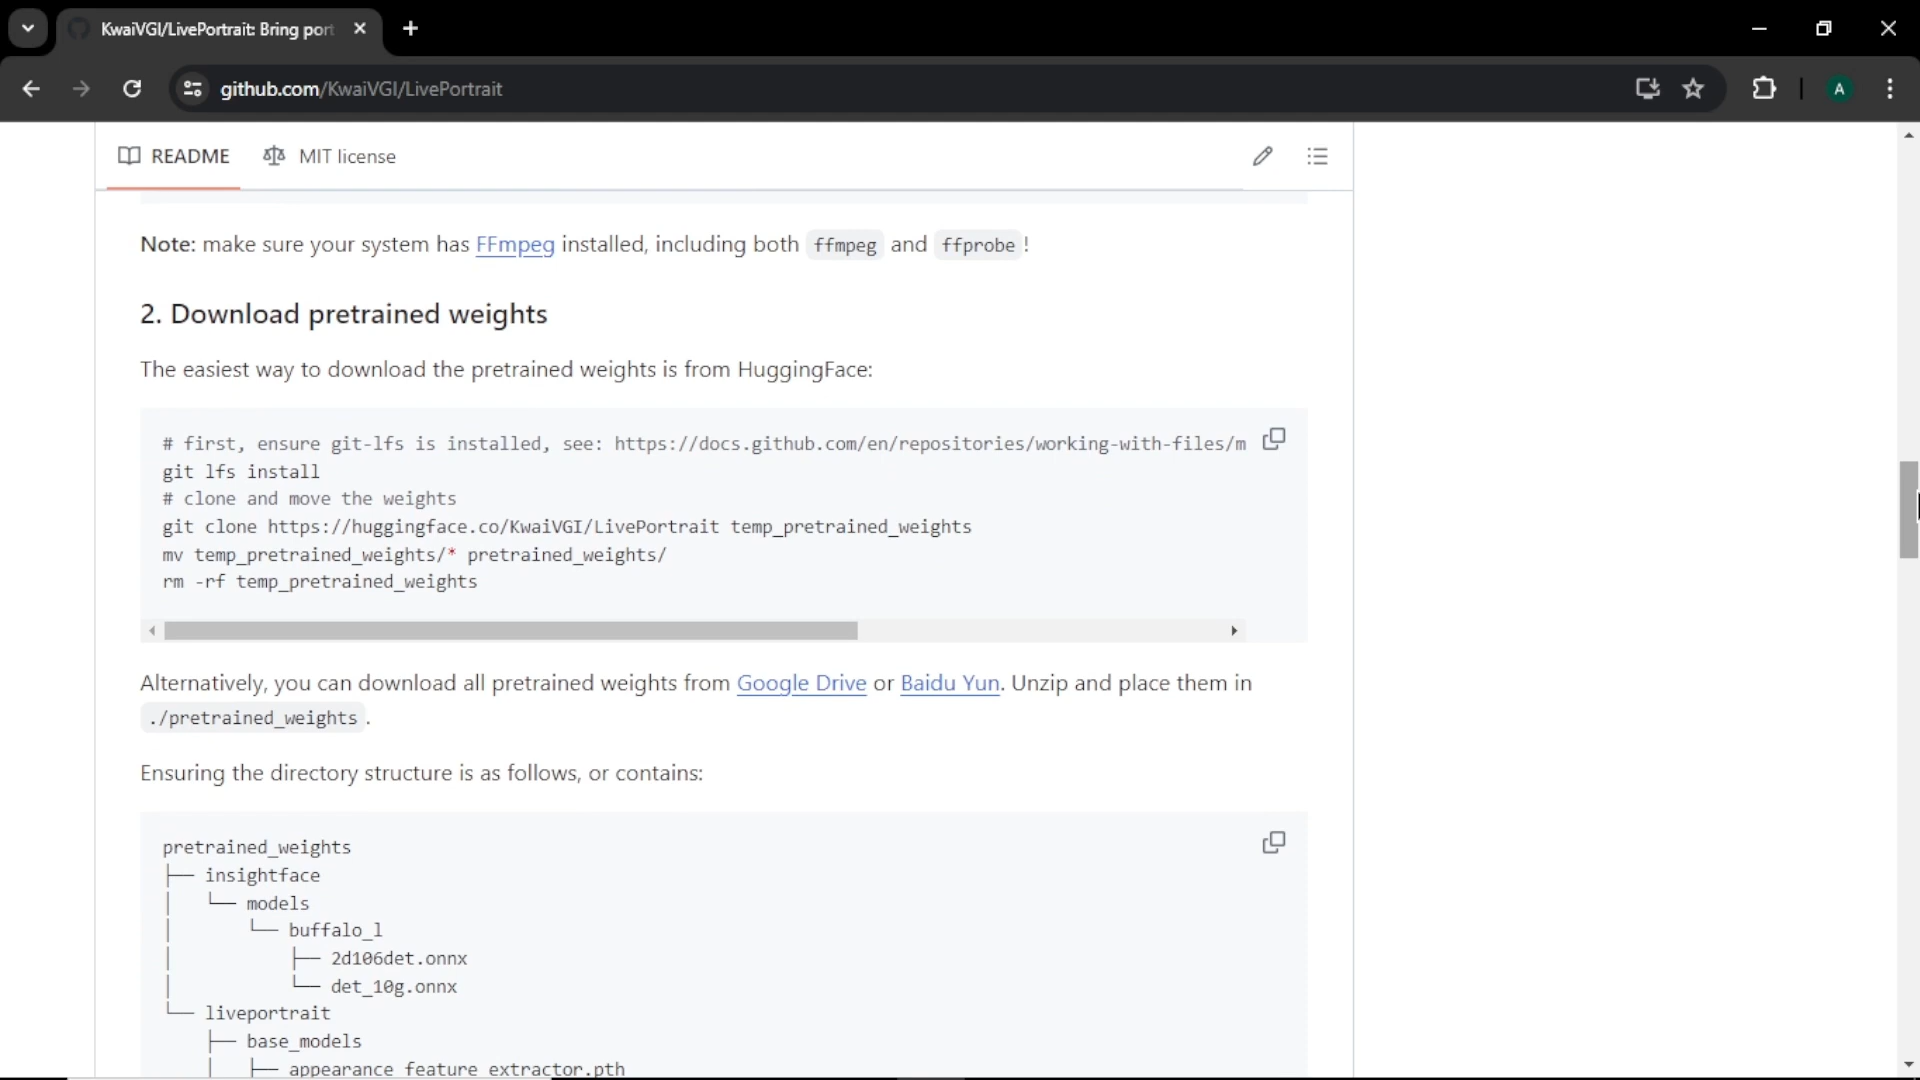 KwaiVGI/LivePortrait: Bring port
github.com/KwaiVGI/LivePortrait
A
README MIT license
Note: make sure your system has FFmpeg installed, including both ffmpeg and ffprobe !
2. Download pretrained weights
The easiest way to download the pretrained weights is from HuggingFace:
# first, ensure git-lfs is installed, see: https://docs.github.com/en/repositories/working-with-files/m
git lfs install
# clone and move the weights
git clone https://huggingface.co/KwaiVGI/LivePortrait temp_pretrained_weights
mv temp_pretrained_weights/* pretrained_weights/
rm -rf temp_pretrained_weights
Alternatively, you can download all pretrained weights from Google Drive or Baidu Yun. Unzip and place them in
./pretrained_weights .
Ensuring the directory structure is as follows, or contains:
pretrained_weights
├── insightface
│   └── models
│       └── buffalo_l
│           ├── 2d106det.onnx
│           └── det_10g.onnx
└── liveportrait
    ├── base_models
    │   ├── appearance_feature_extractor.pth